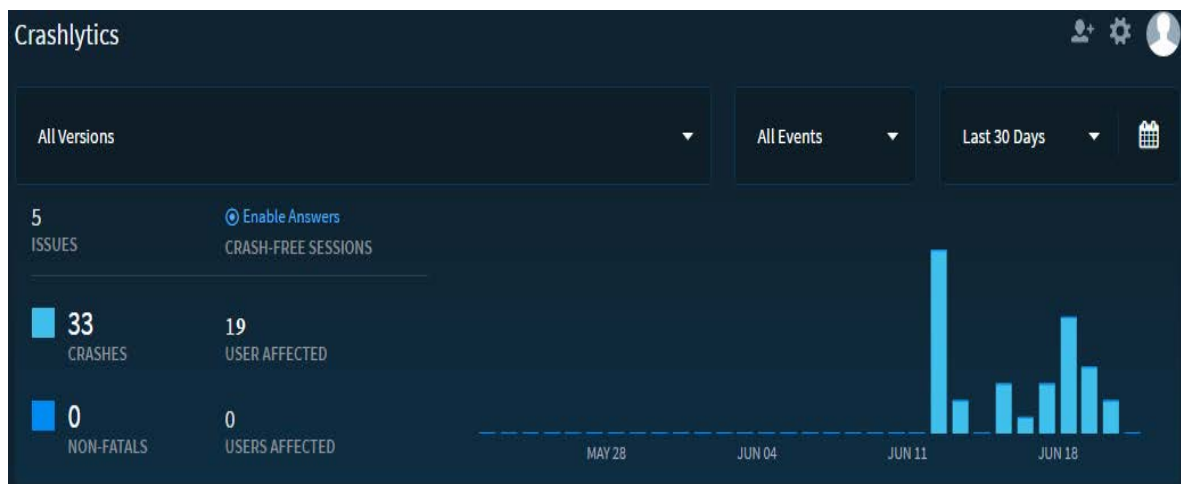 Crashlytics
All Versions
All Events
Last 30 Days
5
ISSUES
Enable Answers
CRASH-FREE SESSIONS
33
CRASHES
19
USER AFFECTED
0
NON-FATALS
0
USERS AFFECTED
MAY 28
JUN 04
JUN 11
JUN 18